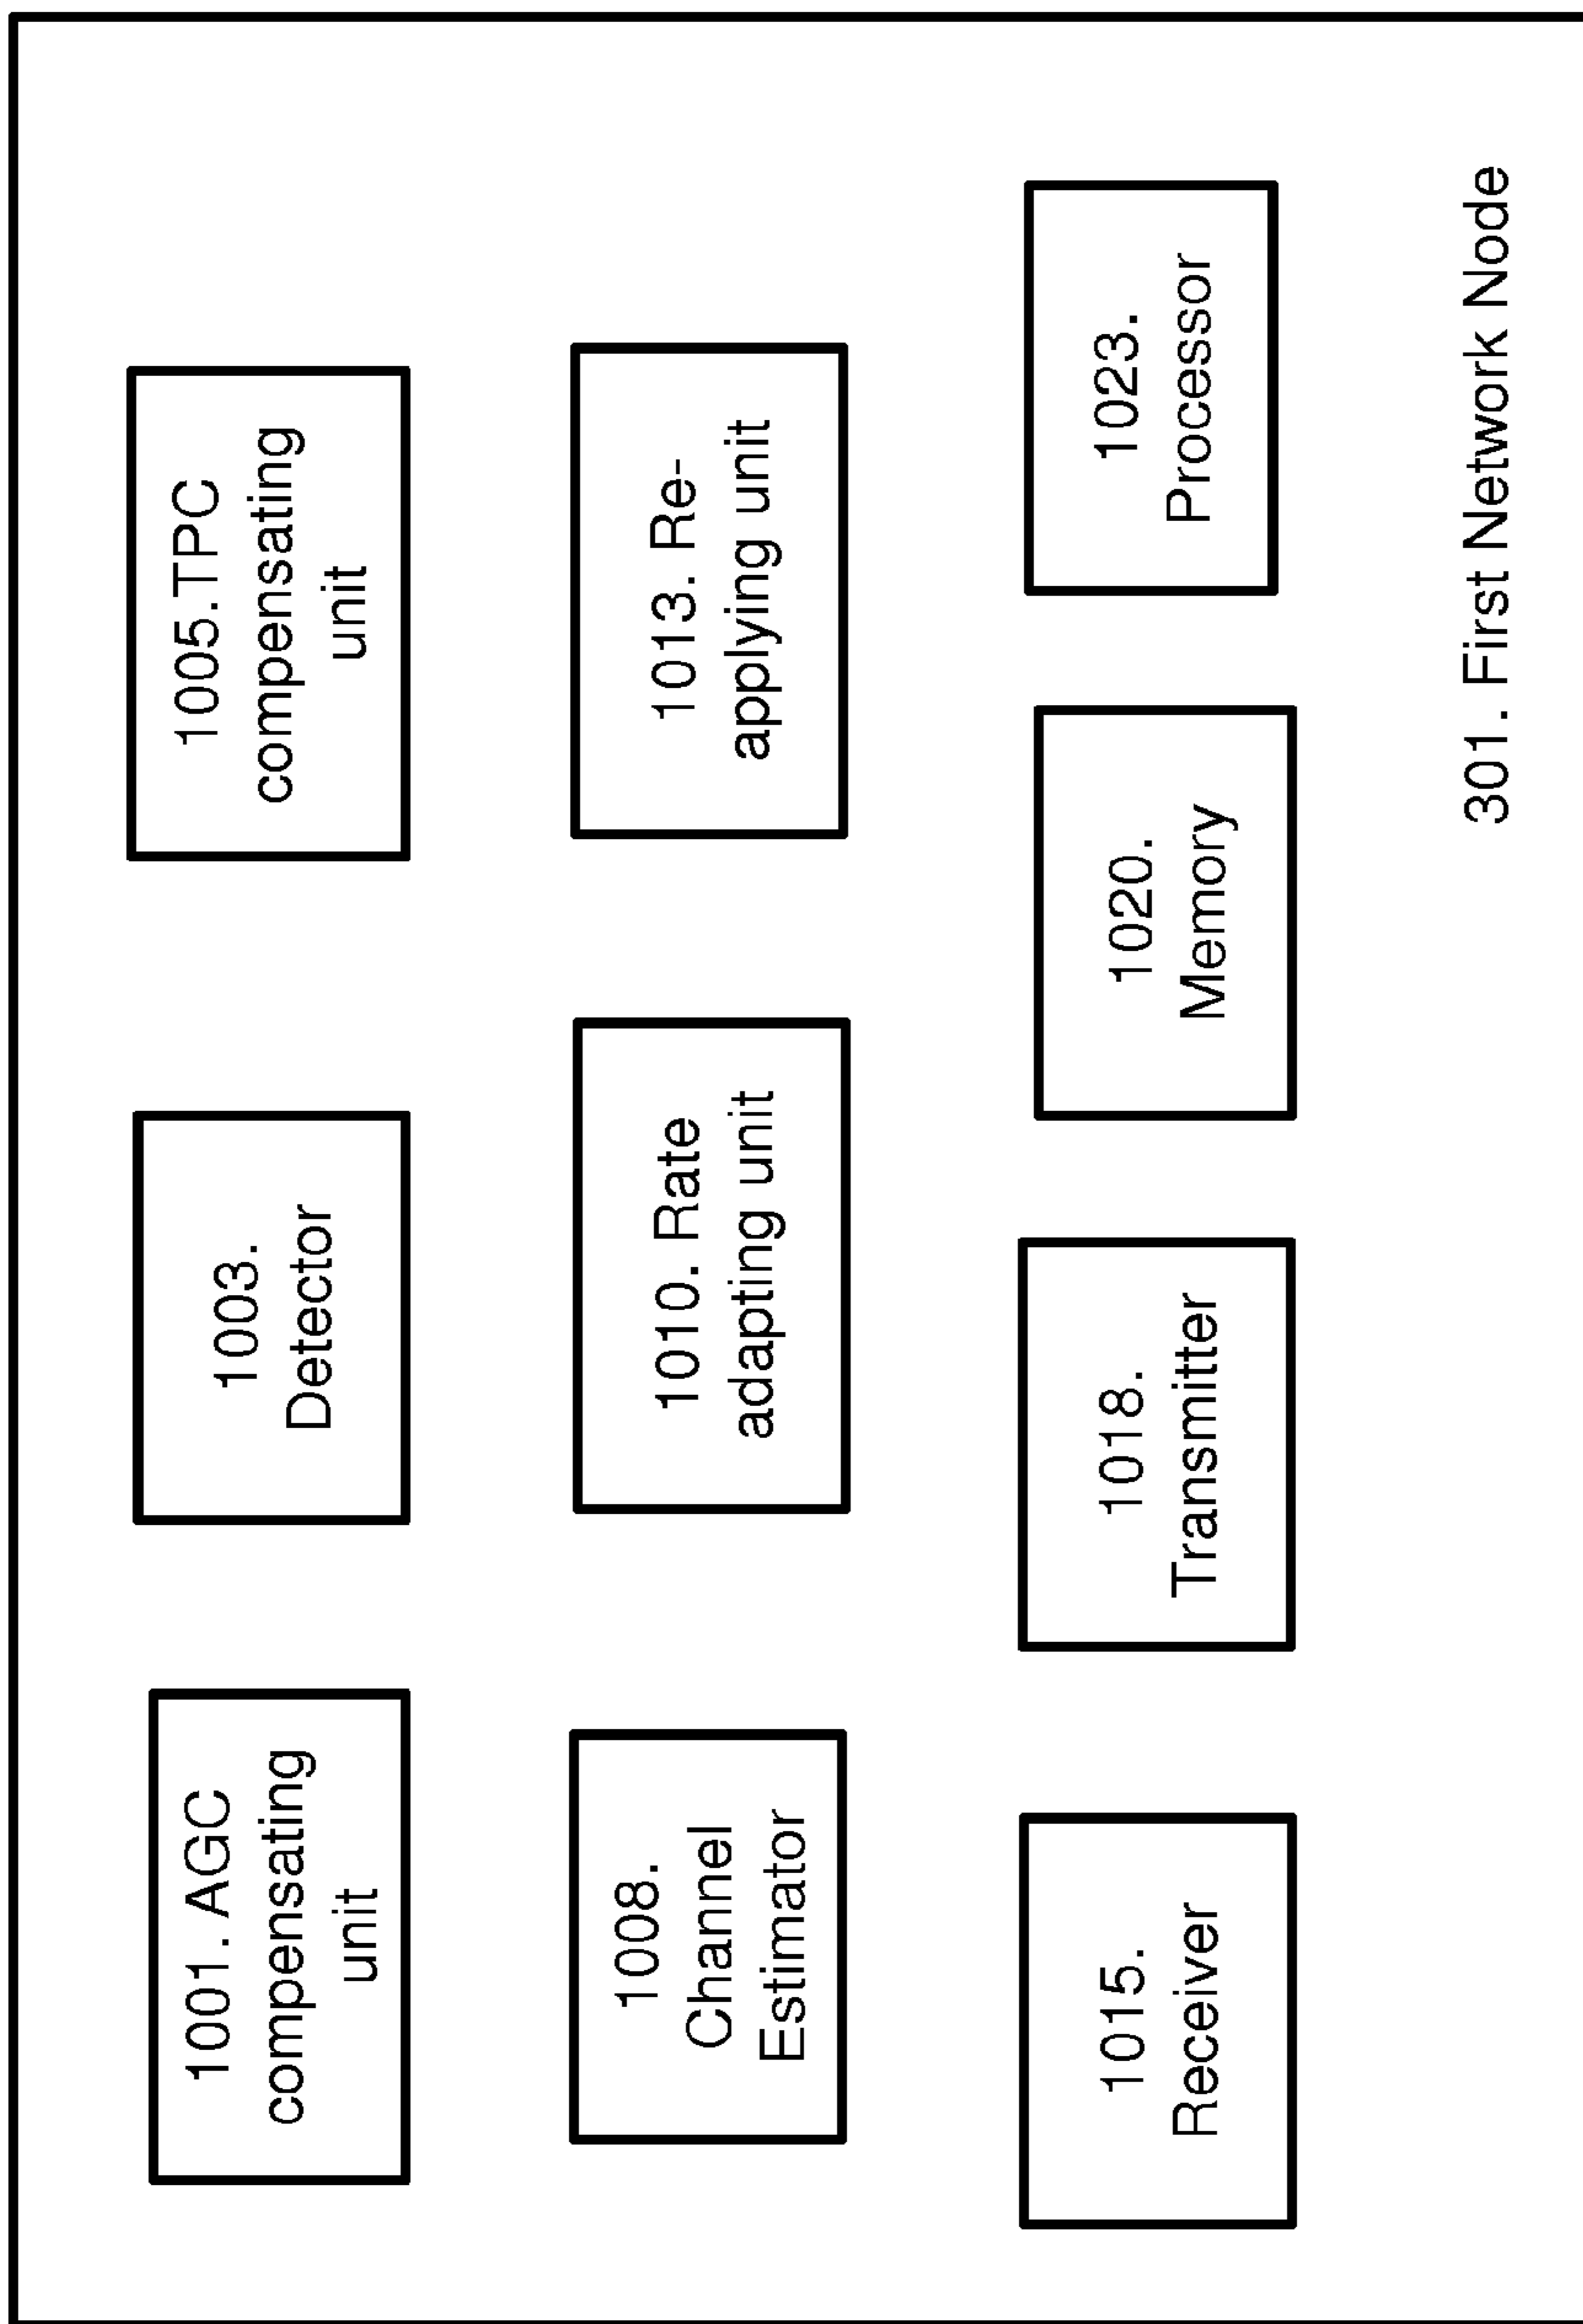 1001. AGC
compensating
unit
1003.
Detector
1005.TPC
compensating
unit
1008.
Channel
Estimator
1010. Rate
adapting unit
1013. Re-
applying unit
1015.
Receiver
1018.
Transmitter
1020.
Memory
1023.
Processor
301. First Network Node